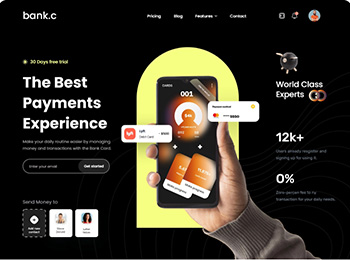 bank.c
Pricing
Blog
Features
Contact
30 Days free trial
The Best
Payments
Experience
Make your daily routine easier by managing
money and transactions with the Bank Card.
Enter your email
Get started
Send Money to
Add new
contact
001
Lyft
World Class
Experts
12k+
Users already register and
signing up for using it.
0%
Zero-percent fee to try
transaction for your daily needs.